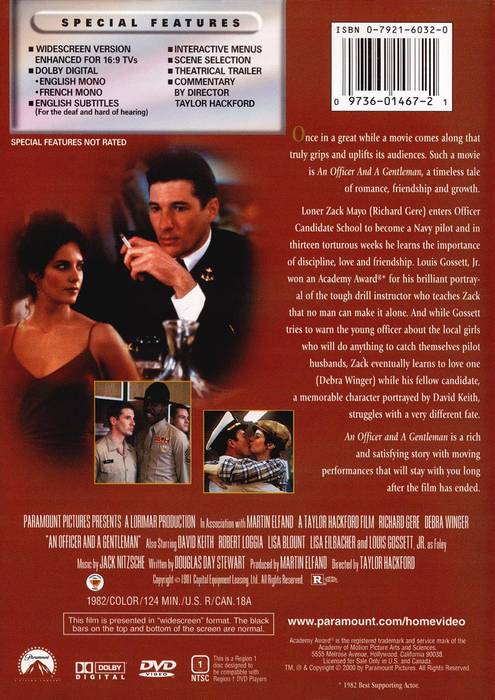 SPECIAL FEATURES
■ WIDESCREEN VERSION
ENHANCED FOR 16:9 TVs
■ DOLBY DIGITAL
•ENGLISH MONO
•FRENCH MONO
■ ENGLISH SUBTITLES
(For the deaf and hard of hearing)
■ INTERACTIVE MENUS
■ SCENE SELECTION
■ THEATRICAL TRAILER
■ COMMENTARY
BY DIRECTOR
TAYLOR HACKFORD
SPECIAL FEATURES NOT RATED
ISBN 0-7921-6032-0
0 9736-01467-2 1
Once in a great while a movie comes along that
truly grips and uplifts its audiences. Such a movie
is An Officer And A Gentleman, a timeless tale
of romance, friendship and growth.
Loner Zack Mayo (Richard Gere) enters Officer
Candidate School to become a Navy pilot and in
thirteen torturous weeks he learns the importance
of discipline, love and friendship. Louis Gossett, Jr.
won an Academy Award®* for his brilliant portray-
al of the tough drill instructor who teaches Zack
that no man can make it alone. And while Gossett
tries to warn the young officer about the local girls
who will do anything to catch themselves pilot
husbands, Zack eventually learns to love one
(Debra Winger) while his fellow candidate,
a memorable character portrayed by David Keith,
struggles with a very different fate.
An Officer and A Gentleman is a rich
and satisfying story with moving
performances that will stay with you long
after the film has ended.
PARAMOUNT PICTURES PRESENTS A LORIMAR PRODUCTION In Association with MARTIN ELFAND A TAYLOR HACKFORD FILM RICHARD GERE DEBRA WINGER
"AN OFFICER AND A GENTLEMAN" Also Starring DAVID KEITH ROBERT LOGGIA LISA BLOUNT LISA EILBACHER and LOUIS GOSSETT, JR. as Foley
Music by JACK NITZSCHE Written by DOUGLAS DAY STEWART Produced by MARTIN ELFAND Directed by TAYLOR HACKFORD
Copyright © 1981 Capitol Equipment Leasing, Ltd. All Rights Reserved. R
1982/COLOR/124 MIN./U.S. R/CAN.18A
This film is presented in "widescreen" format. The black
bars on the top and bottom of the screen are normal.
www.paramount.com/homevideo
Paramount
DOLBY
DIGITAL
DVD
VIDEO
1
NTSC
This is a Region 1
disc designed to
be compatible with
Region 1 DVD Players
Academy Award® is the registered trademark and service mark of the
Academy of Motion Picture Arts and Sciences.
5555 Melrose Avenue, Hollywood, California 90038.
Licensed for Sale Only in U.S. and Canada.
TM, ® & Copyright © 2000 by Paramount Pictures. All Rights Reserved.
* 1982 Best Supporting Actor.